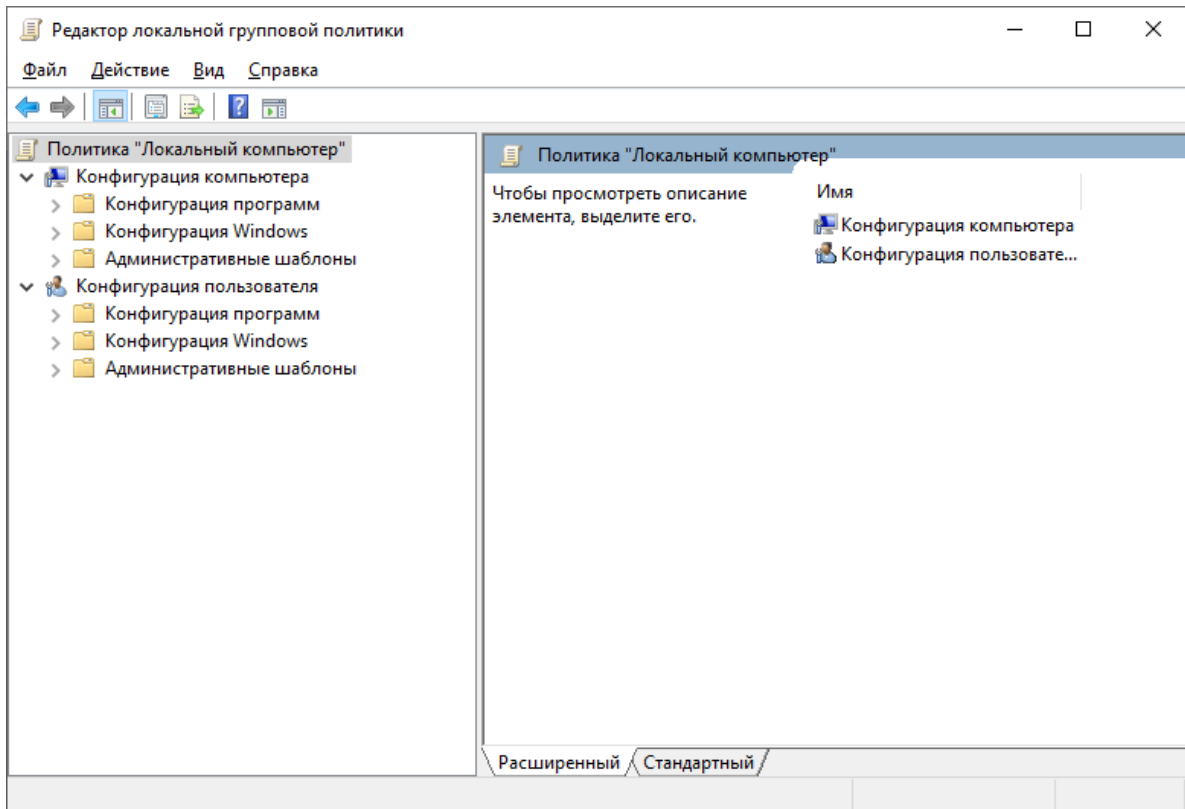 Редактор локальной групповой политики
Файл Действие Вид Справка
Политика "Локальный компьютер"
Конфигурация компьютера
Конфигурация программ
Конфигурация Windows
Административные шаблоны
Конфигурация пользователя
Конфигурация программ
Конфигурация Windows
Административные шаблоны
Политика "Локальный компьютер"
Чтобы просмотреть описание
элемента, выделите его.
Имя
Конфигурация компьютера
Конфигурация пользовате...
Расширенный Стандартный